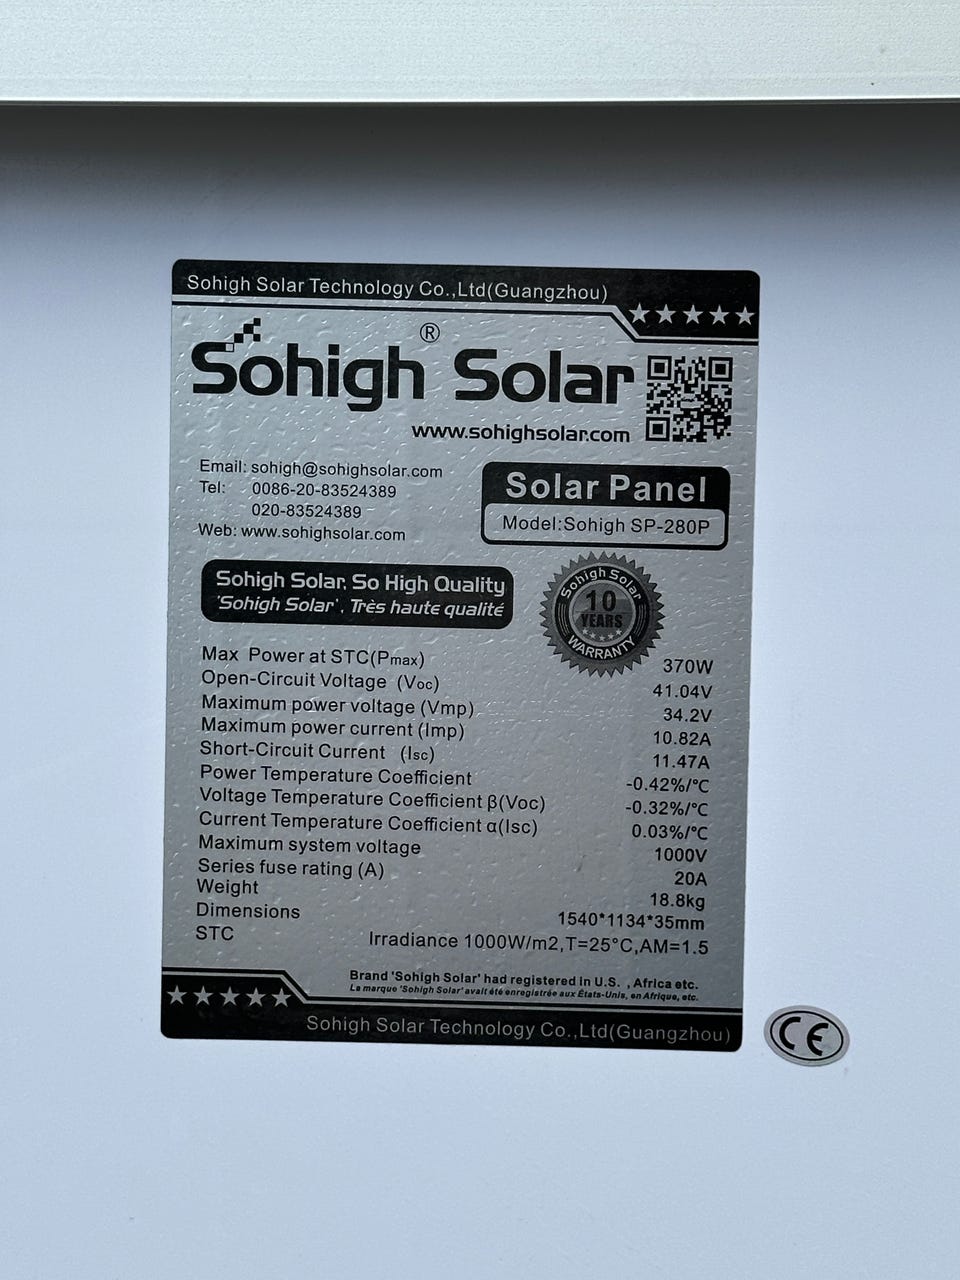 Sohigh Solar Technology Co.,Ltd(Guangzhou)
Sohigh® Solar
www.sohighsolar.com
Email: sohigh@sohighsolar.com
Tel: 0086-20-83524389
020-83524389
Web: www.sohighsolar.com
Solar Panel
Model:Sohigh SP-280P
Sohigh Solar, So High Quality
'Sohigh Solar', Très haute qualité
Sohigh Solar
10
YEARS
WARRANTY
Max Power at STC(Pmax) 370W
Open-Circuit Voltage (Voc) 41.04V
Maximum power voltage (Vmp) 34.2V
Maximum power current (Imp) 10.82A
Short-Circuit Current (Isc) 11.47A
Power Temperature Coefficient -0.42%/°C
Voltage Temperature Coefficient β(Voc) -0.32%/°C
Current Temperature Coefficient α(Isc) 0.03%/°C
Maximum system voltage 1000V
Series fuse rating (A) 20A
Weight 18.8kg
Dimensions 1540*1134*35mm
STC Irradiance 1000W/m2,T=25°C,AM=1.5
Brand 'Sohigh Solar' had registered in U.S. , Africa etc.
La marque 'Sohigh Solar' avait été enregistrée aux États-Unis, en Afrique, etc.
Sohigh Solar Technology Co.,Ltd(Guangzhou)
CE